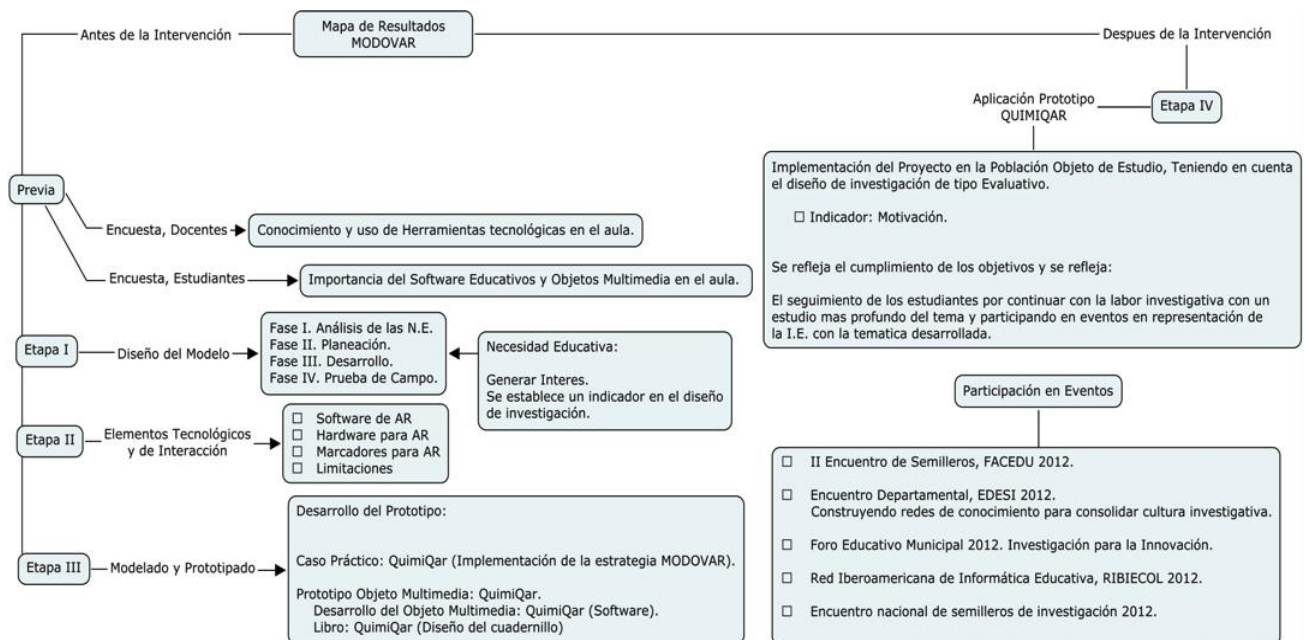 Mapa de Resultados
MODOVAR
Antes de la Intervención
Despues de la Intervención
Previa
Encuesta, Docentes
Conocimiento y uso de Herramientas tecnológicas en el aula.
Encuesta, Estudiantes
Importancia del Software Educativos y Objetos Multimedia en el aula.
Etapa I
Diseño del Modelo
Fase I. Análisis de las N.E.
Fase II. Planeación.
Fase III. Desarrollo.
Fase IV. Prueba de Campo.
Necesidad Educativa:
Generar Interes.
Se establece un indicador en el diseño
de investigación.
Etapa II
Elementos Tecnológicos
y de Interacción
☐ Software de AR
☐ Hardware para AR
☐ Marcadores para AR
☐ Limitaciones
Etapa III
Modelado y Prototipado
Desarrollo del Prototipo:
Caso Práctico: QuimiQar (Implementación de la estrategia MODOVAR).
Prototipo Objeto Multimedia: QuimiQar.
Desarrollo del Objeto Multimedia: QuimiQar (Software).
Libro: QuimiQar (Diseño del cuadernillo)
Etapa IV
Aplicación Prototipo
QUIMIQAR
Implementación del Proyecto en la Población Objeto de Estudio, Teniendo en cuenta
el diseño de investigación de tipo Evaluativo.
☐ Indicador: Motivación.
Se refleja el cumplimiento de los objetivos y se refleja:
El seguimiento de los estudiantes por continuar con la labor investigativa con un
estudio mas profundo del tema y participando en eventos en representación de
la I.E. con la tematica desarrollada.
Participación en Eventos
☐ II Encuentro de Semilleros, FACEDU 2012.
☐ Encuentro Departamental, EDESI 2012.
Construyendo redes de conocimiento para consolidar cultura investigativa.
☐ Foro Educativo Municipal 2012. Investigación para la Innovación.
☐ Red Iberoamericana de Informática Educativa, RIBIECOL 2012.
☐ Encuentro nacional de semilleros de investigación 2012.